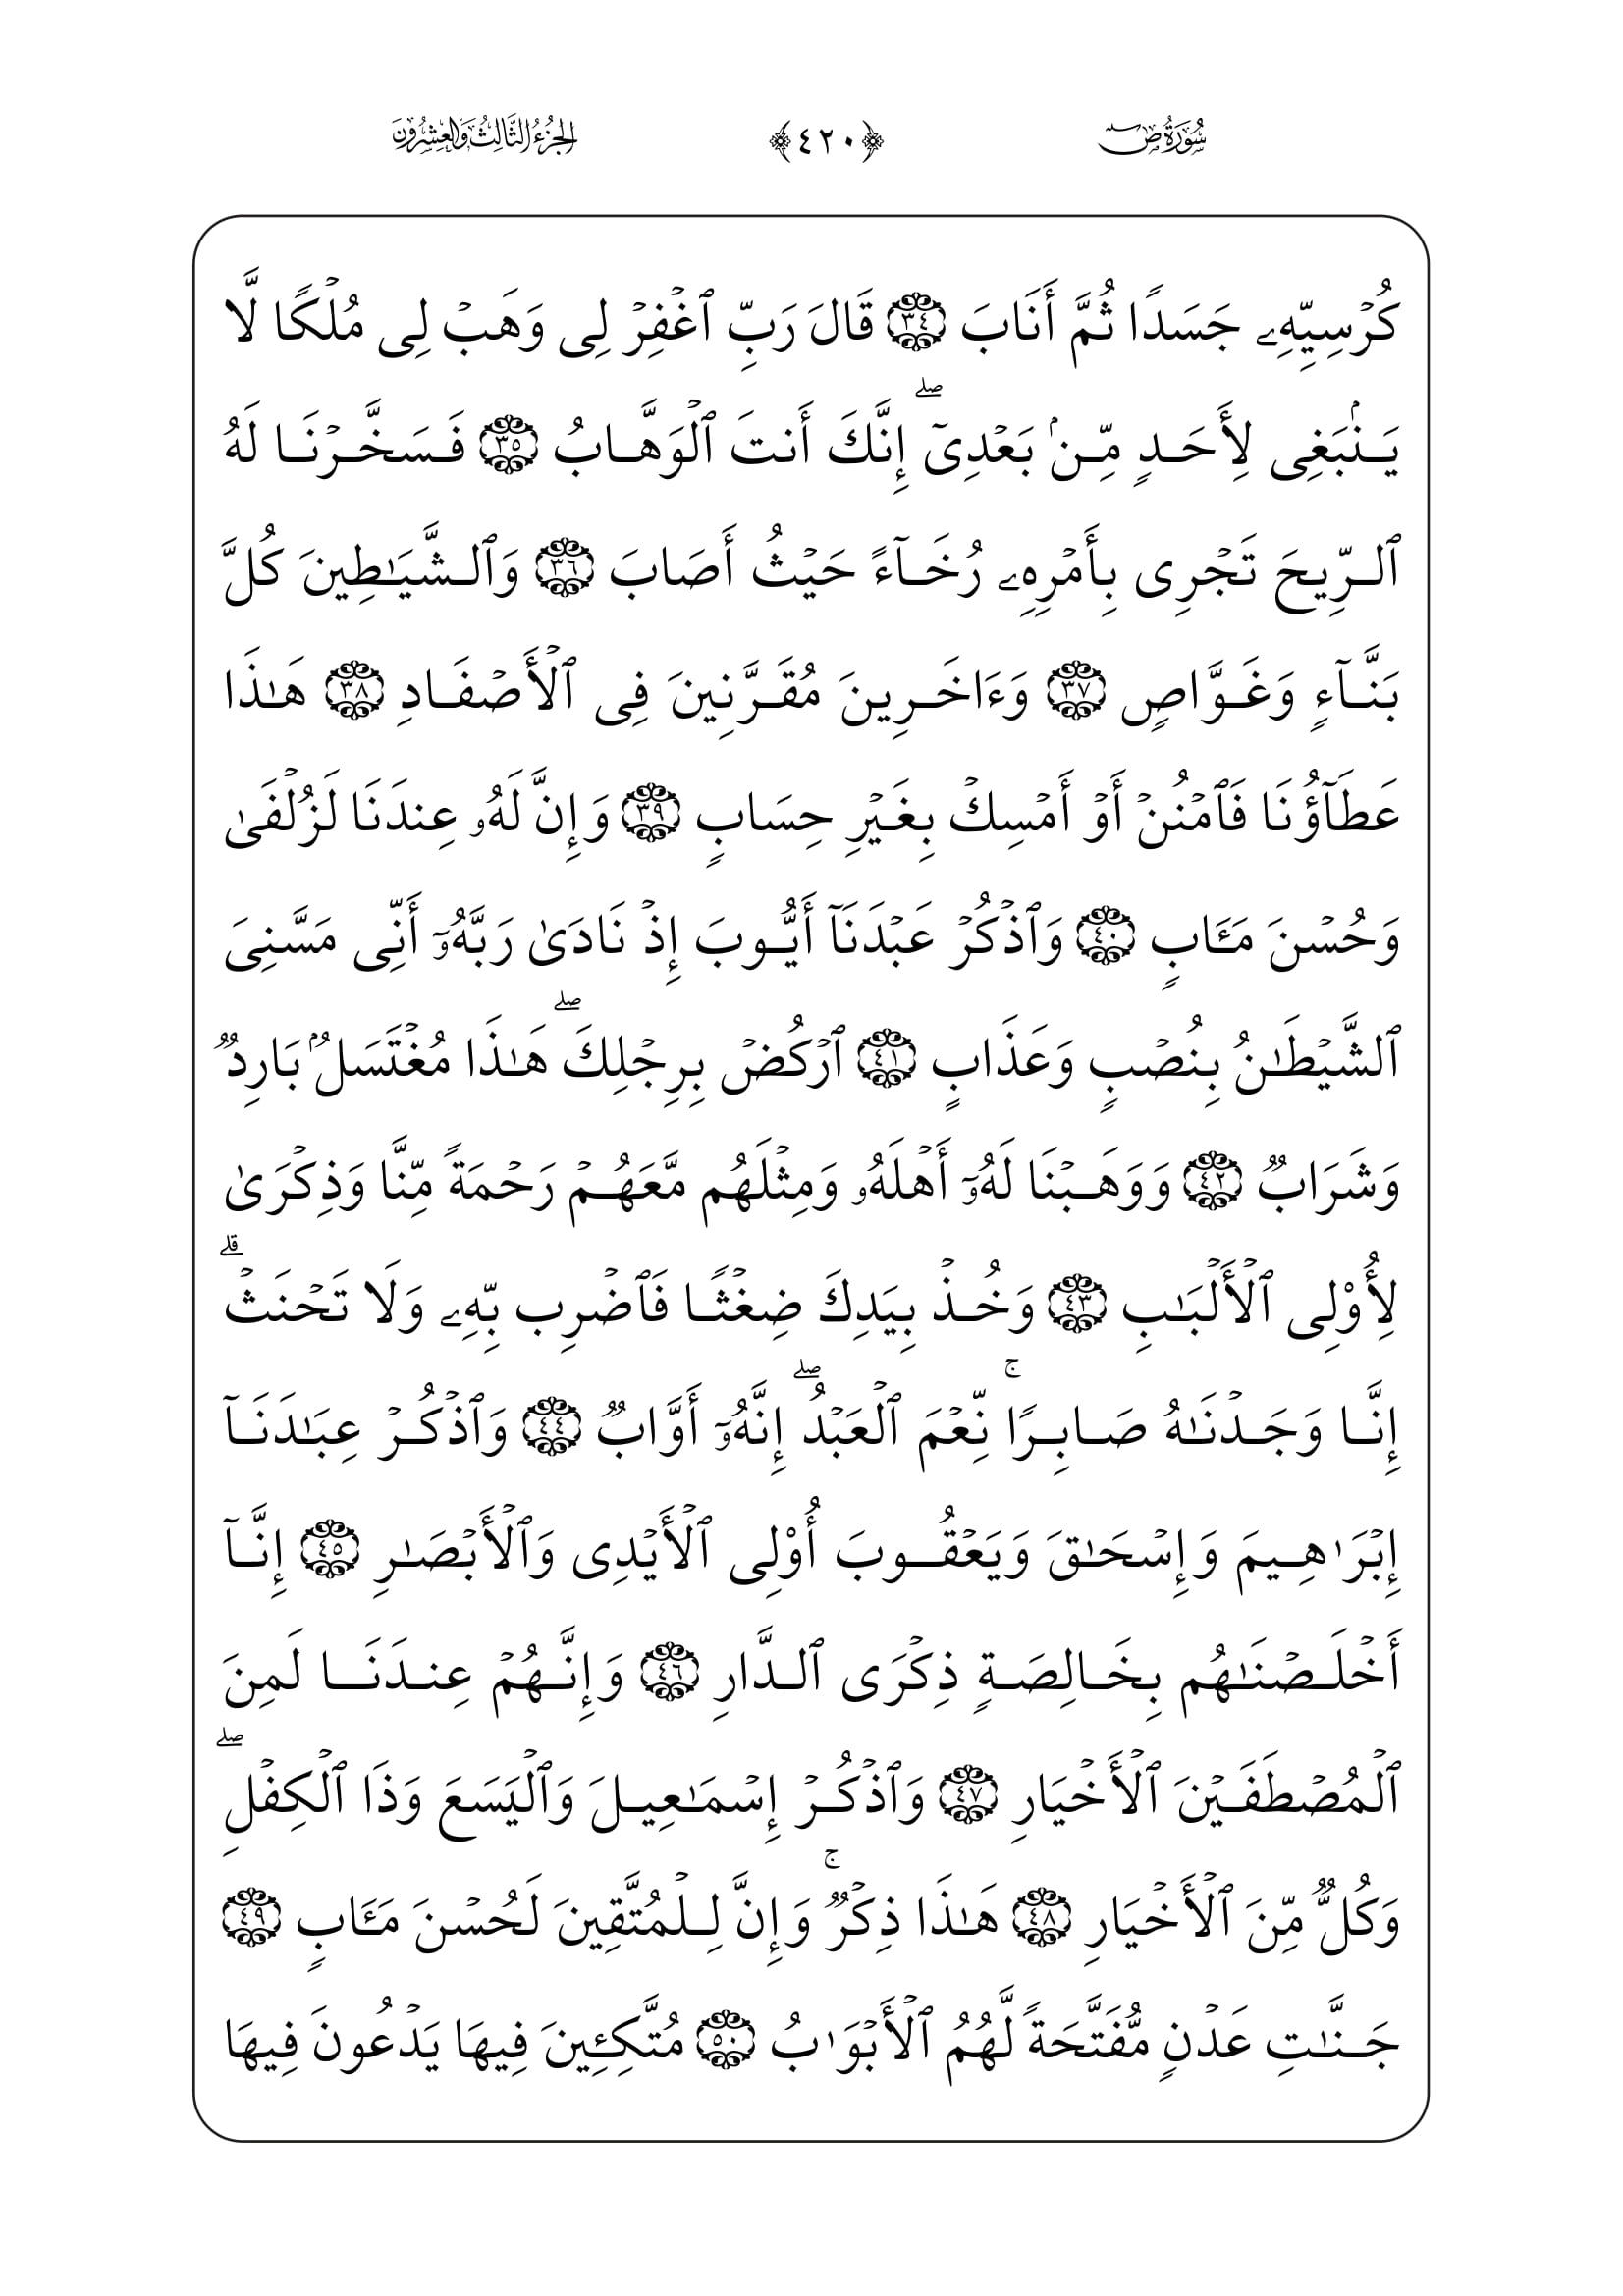 سُورَةُ صٓ
﴿٤٢٠﴾
الجُزْءُ الثَّالِثُ وَالعِشْرُونَ
كُرۡسِيِّهِۦ جَسَدٗا ثُمَّ أَنَابَ ٣٤ قَالَ رَبِّ ٱغۡفِرۡ لِي وَهَبۡ لِي مُلۡكٗا لَّا
يَنۢبَغِي لِأَحَدٖ مِّنۢ بَعۡدِيٓۖ إِنَّكَ أَنتَ ٱلۡوَهَّابُ ٣٥ فَسَخَّرۡنَا لَهُ
ٱلرِّيحَ تَجۡرِي بِأَمۡرِهِۦ رُخَآءً حَيۡثُ أَصَابَ ٣٦ وَٱلشَّيَٰطِينَ كُلَّ
بَنَّآءٖ وَغَوَّاصٖ ٣٧ وَءَاخَرِينَ مُقَرَّنِينَ فِي ٱلۡأَصۡفَادِ ٣٨ هَٰذَا
عَطَآؤُنَا فَٱمۡنُنۡ أَوۡ أَمۡسِكۡ بِغَيۡرِ حِسَابٖ ٣٩ وَإِنَّ لَهُۥ عِندَنَا لَزُلۡفَىٰ
وَحُسۡنَ مَـَٔابٖ ٤٠ وَٱذۡكُرۡ عَبۡدَنَآ أَيُّوبَ إِذۡ نَادَىٰ رَبَّهُۥٓ أَنِّي مَسَّنِيَ
ٱلشَّيۡطَٰنُ بِنُصۡبٖ وَعَذَابٍ ٤١ ٱرۡكُضۡ بِرِجۡلِكَۖ هَٰذَا مُغۡتَسَلُۢ بَارِدٞ
وَشَرَابٞ ٤٢ وَوَهَبۡنَا لَهُۥٓ أَهۡلَهُۥ وَمِثۡلَهُم مَّعَهُمۡ رَحۡمَةٗ مِّنَّا وَذِكۡرَىٰ
لِأُوْلِي ٱلۡأَلۡبَٰبِ ٤٣ وَخُذۡ بِيَدِكَ ضِغۡثٗا فَٱضۡرِب بِّهِۦ وَلَا تَحۡنَثۡۗ
إِنَّا وَجَدۡنَٰهُ صَابِرٗاۚ نِّعۡمَ ٱلۡعَبۡدُۖ إِنَّهُۥٓ أَوَّابٞ ٤٤ وَٱذۡكُرۡ عِبَٰدَنَآ
إِبۡرَٰهِيمَ وَإِسۡحَٰقَ وَيَعۡقُوبَ أُوْلِي ٱلۡأَيۡدِي وَٱلۡأَبۡصَٰرِ ٤٥ إِنَّآ
أَخۡلَصۡنَٰهُم بِخَالِصَةٖ ذِكۡرَى ٱلدَّارِ ٤٦ وَإِنَّهُمۡ عِندَنَا لَمِنَ
ٱلۡمُصۡطَفَيۡنَ ٱلۡأَخۡيَارِ ٤٧ وَٱذۡكُرۡ إِسۡمَٰعِيلَ وَٱلۡيَسَعَ وَذَا ٱلۡكِفۡلِۖ
وَكُلّٞ مِّنَ ٱلۡأَخۡيَارِ ٤٨ هَٰذَا ذِكۡرٞۚ وَإِنَّ لِلۡمُتَّقِينَ لَحُسۡنَ مَـَٔابٖ ٤٩
جَنَّٰتِ عَدۡنٖ مُّفَتَّحَةٗ لَّهُمُ ٱلۡأَبۡوَٰبُ ٥٠ مُتَّكِـِٔينَ فِيهَا يَدۡعُونَ فِيهَا